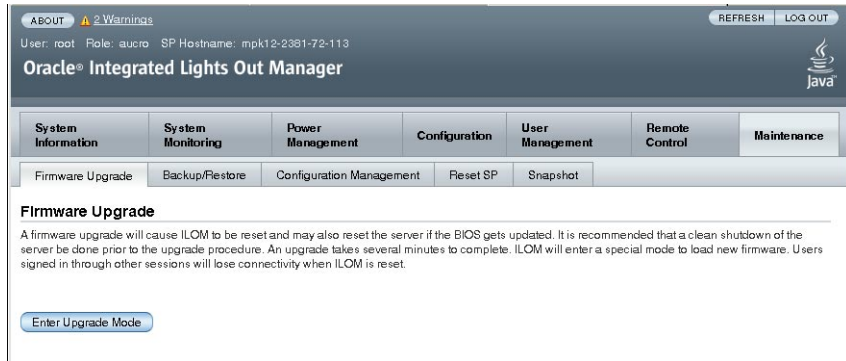 ABOUT 2 Warnings REFRESH LOG OUT
User: root Role: aucro SP Hostname: mpk12-2381-72-113
Oracle® Integrated Lights Out Manager
Java™
System Information System Monitoring Power Management Configuration User Management Remote Control Maintenance
Firmware Upgrade Backup/Restore Configuration Management Reset SP Snapshot
Firmware Upgrade
A firmware upgrade will cause ILOM to be reset and may also reset the server if the BIOS gets updated. It is recommended that a clean shutdown of the
server be done prior to the upgrade procedure. An upgrade takes several minutes to complete. ILOM will enter a special mode to load new firmware. Users
signed in through other sessions will lose connectivity when ILOM is reset.
Enter Upgrade Mode